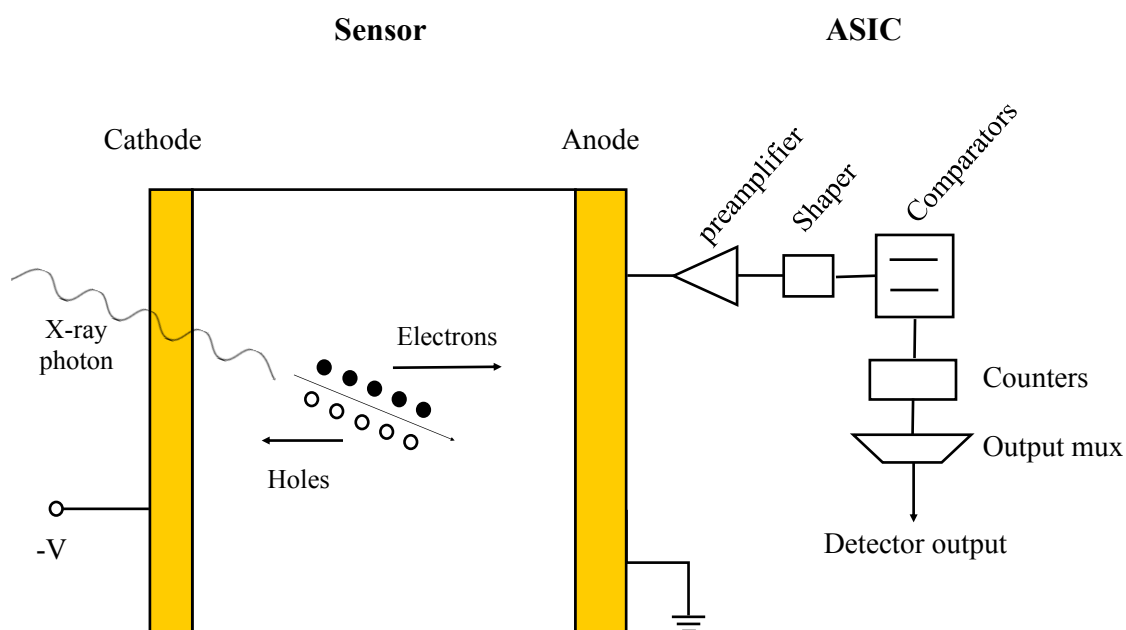 Sensor
ASIC
Cathode
Anode
preamplifier
Shaper
Comparators
X-ray
photon
Electrons
Holes
Counters
Output mux
-V
Detector output